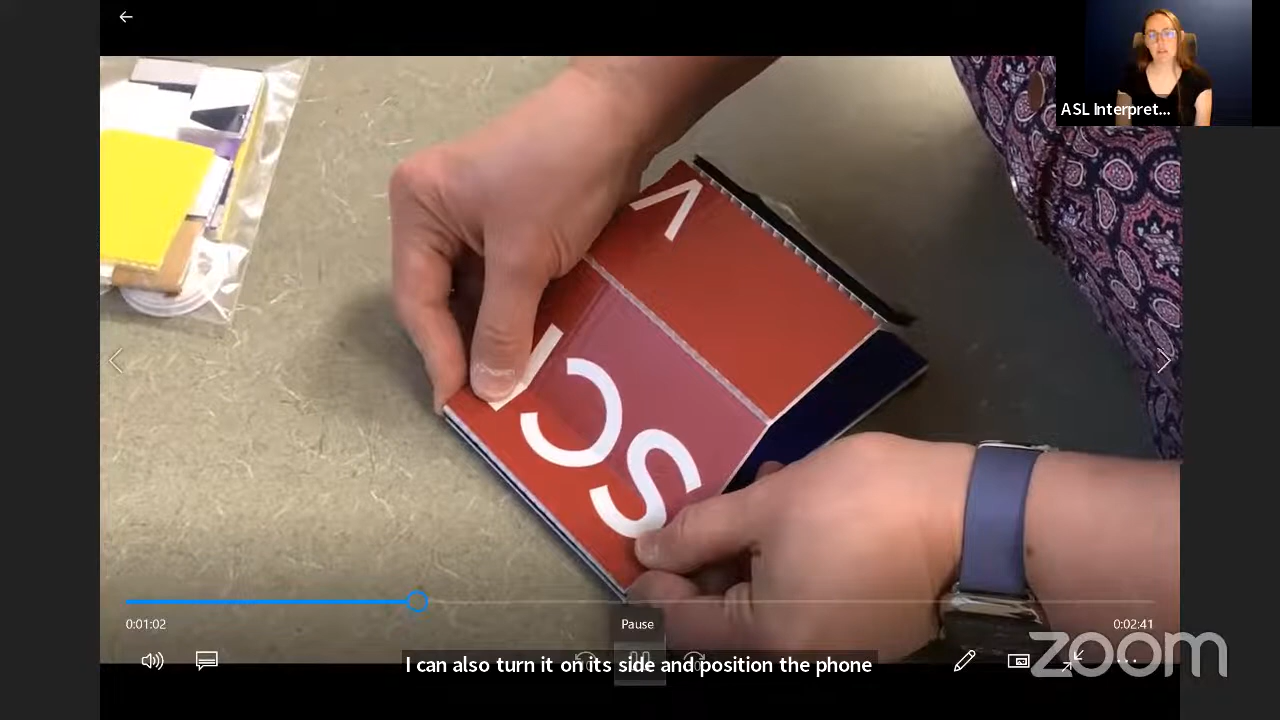 ASL Interpret...
SCI
V
0:01:02
Pause
0:02:41
I can also turn it on its side and position the phone
zoom